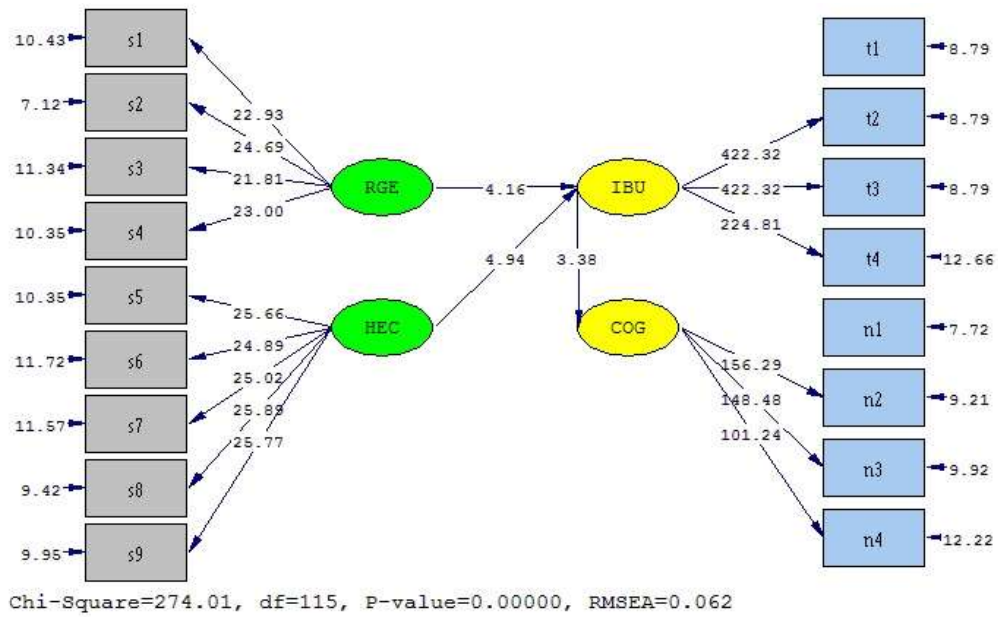 10.43 s1 t1 8.79
7.12 s2 22.93 t2 8.79
24.69
11.34 s3 21.81 RGE 4.16 IBU 422.32 t3 8.79
422.32
10.35 s4 23.00 224.81 t4 12.66
4.94 3.38
10.35 s5 25.66 HEC COG n1 7.72
11.72 s6 24.89 156.29 n2 9.21
25.02
11.57 s7 25.89 148.48
25.77 101.24
9.42 s8 n3 9.92
9.95 s9 n4 12.22
Chi-Square=274.01, df=115, P-value=0.00000, RMSEA=0.062